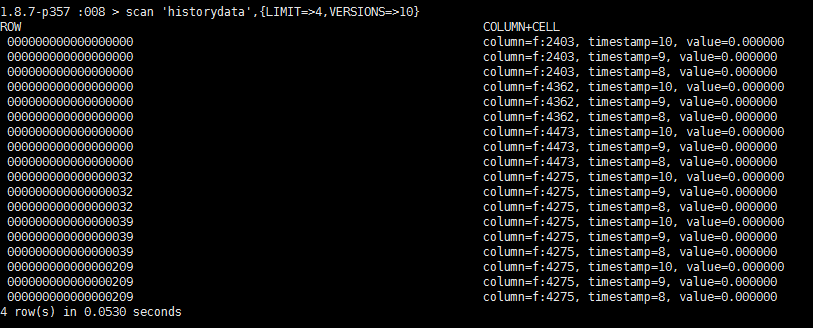 1.8.7-p357 :008 > scan 'historydata',{LIMIT=>4,VERSIONS=>10}
ROW COLUMN+CELL
000000000000000000 column=f:2403, timestamp=10, value=0.000000
000000000000000000 column=f:2403, timestamp=9, value=0.000000
000000000000000000 column=f:2403, timestamp=8, value=0.000000
000000000000000000 column=f:4362, timestamp=10, value=0.000000
000000000000000000 column=f:4362, timestamp=9, value=0.000000
000000000000000000 column=f:4362, timestamp=8, value=0.000000
000000000000000000 column=f:4473, timestamp=10, value=0.000000
000000000000000000 column=f:4473, timestamp=9, value=0.000000
000000000000000000 column=f:4473, timestamp=8, value=0.000000
000000000000000032 column=f:4275, timestamp=10, value=0.000000
000000000000000032 column=f:4275, timestamp=9, value=0.000000
000000000000000032 column=f:4275, timestamp=8, value=0.000000
000000000000000039 column=f:4275, timestamp=10, value=0.000000
000000000000000039 column=f:4275, timestamp=9, value=0.000000
000000000000000039 column=f:4275, timestamp=8, value=0.000000
000000000000000209 column=f:4275, timestamp=10, value=0.000000
000000000000000209 column=f:4275, timestamp=9, value=0.000000
000000000000000209 column=f:4275, timestamp=8, value=0.000000
4 row(s) in 0.0530 seconds